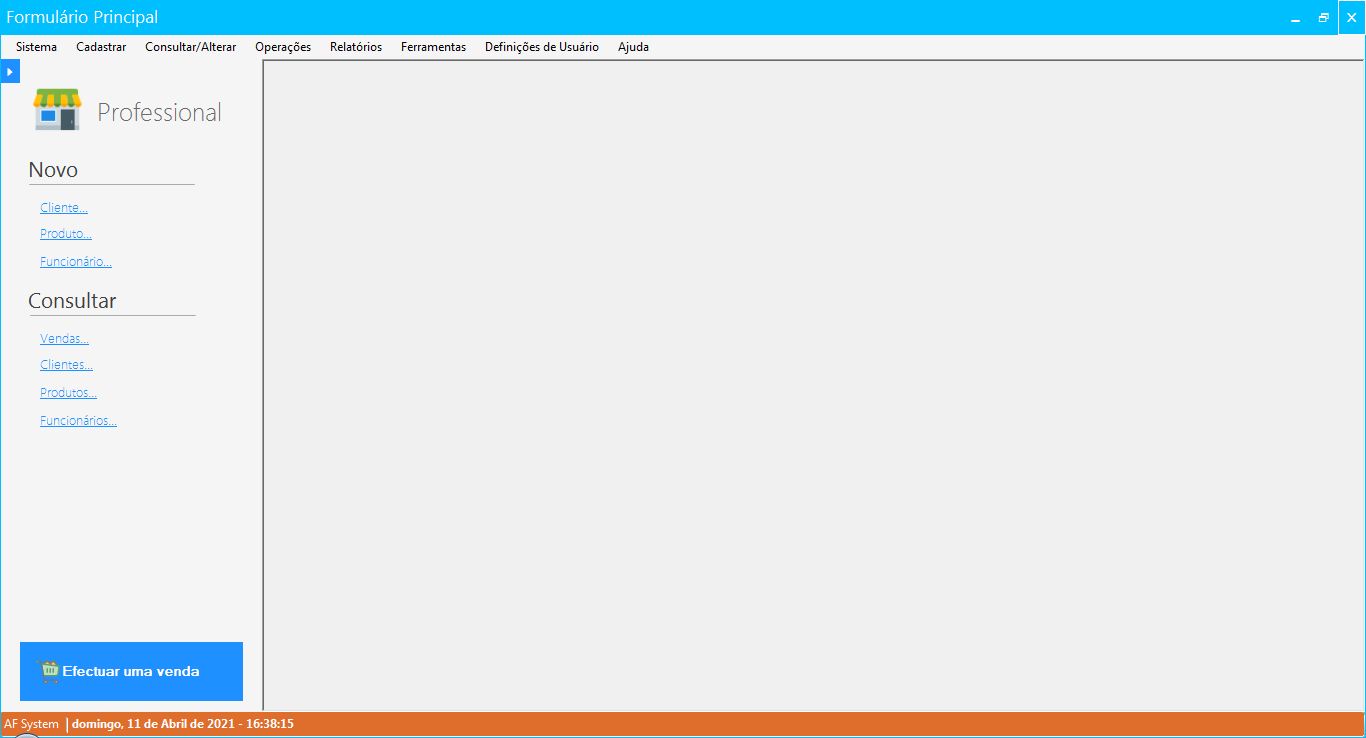 Formulário Principal
Sistema Cadastrar Consultar/Alterar Operações Relatórios Ferramentas Definições de Usuário Ajuda
Professional
Novo
Cliente...
Produto...
Funcionário...
Consultar
Vendas...
Clientes...
Produtos...
Funcionários...
Efectuar uma venda
AF System | domingo, 11 de Abril de 2021 - 16:38:15